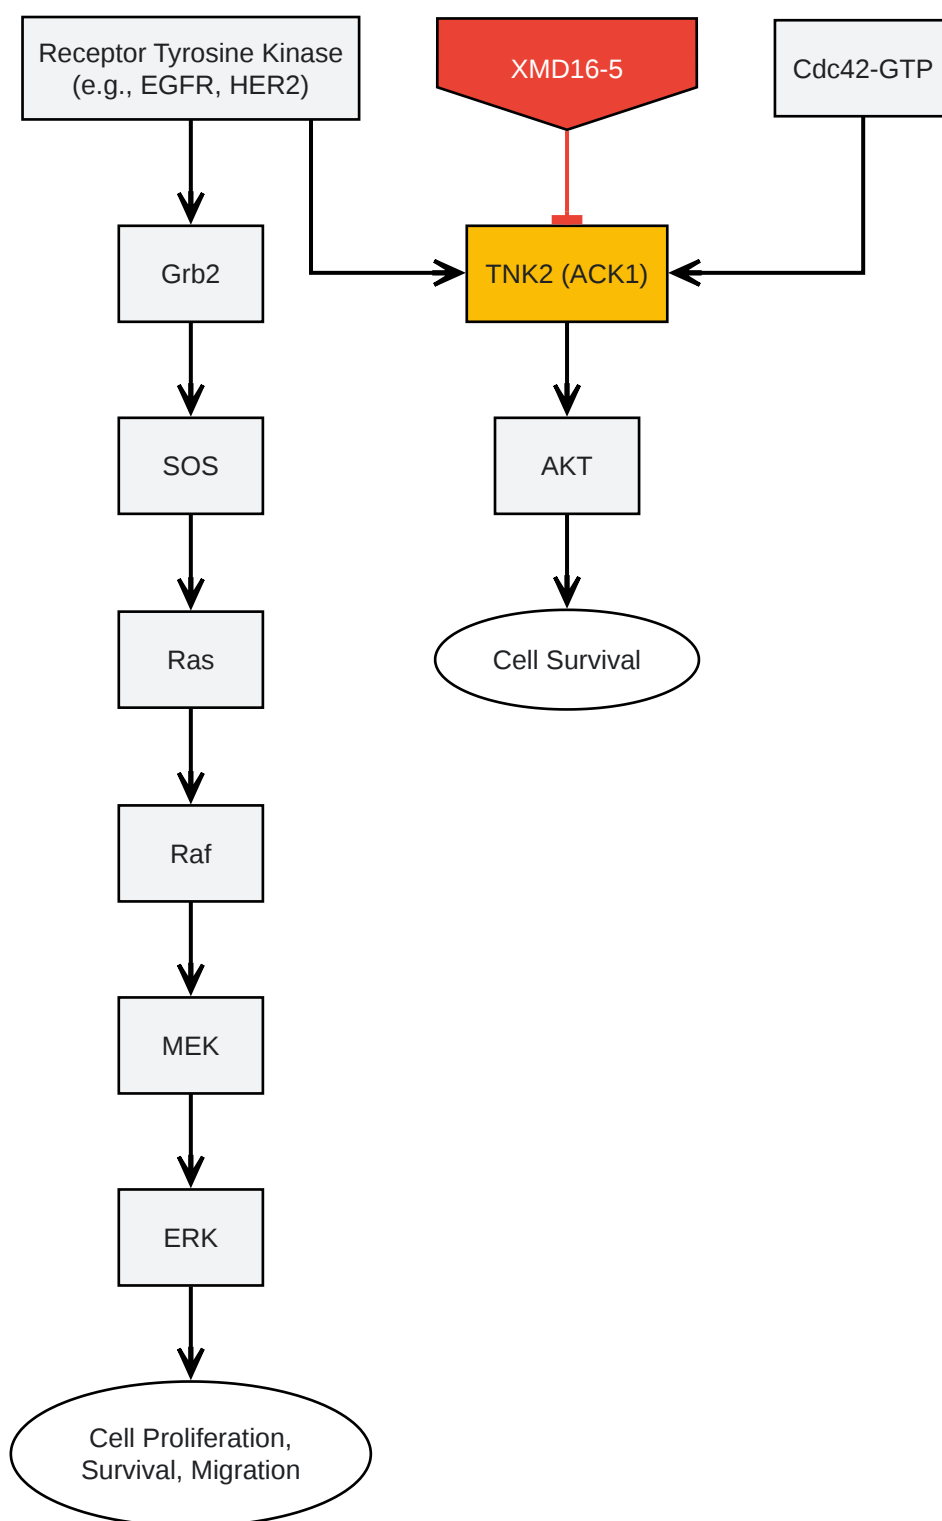 Receptor Tyrosine Kinase
(e.g., EGFR, HER2)
XMD16-5
Cdc42-GTP
Grb2
TNK2 (ACK1)
SOS
AKT
Ras
Cell Survival
Raf
MEK
ERK
Cell Proliferation,
Survival, Migration